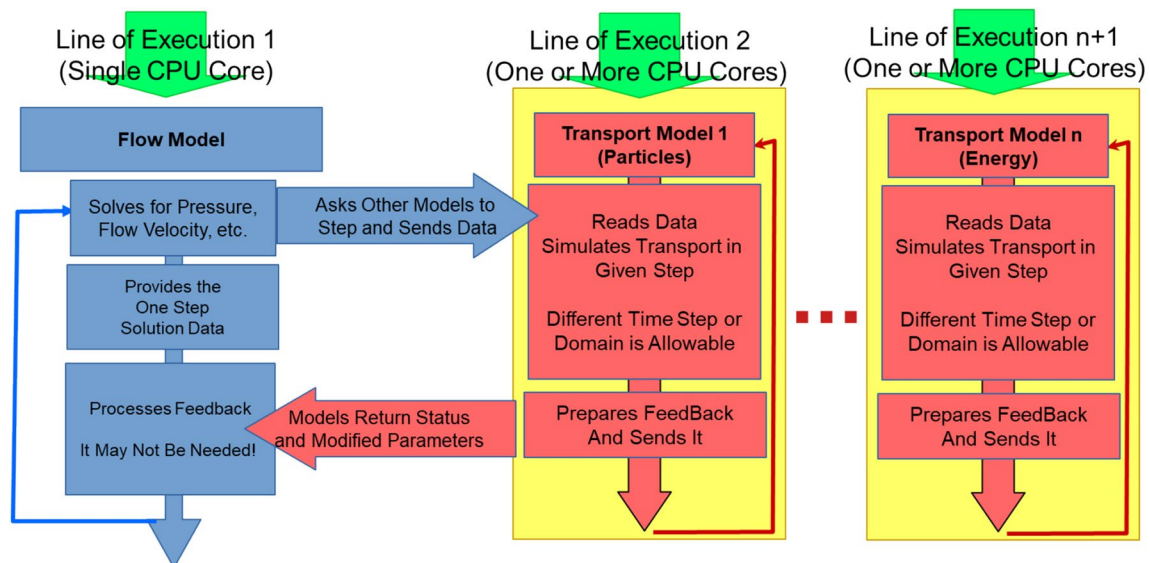 Line of Execution 1
(Single CPU Core)
Flow Model
Solves for Pressure,
Flow Velocity, etc.
Provides the
One Step
Solution Data
Processes Feedback
It May Not Be Needed!
Asks Other Models to
Step and Sends Data
Models Return Status
and Modified Parameters
Line of Execution 2
(One or More CPU Cores)
Transport Model 1
(Particles)
Reads Data
Simulates Transport in
Given Step
Different Time Step or
Domain is Allowable
Prepares FeedBack
And Sends It
Line of Execution n+1
(One or More CPU Cores)
Transport Model n
(Energy)
Reads Data
Simulates Transport in
Given Step
Different Time Step or
Domain is Allowable
Prepares FeedBack
And Sends It